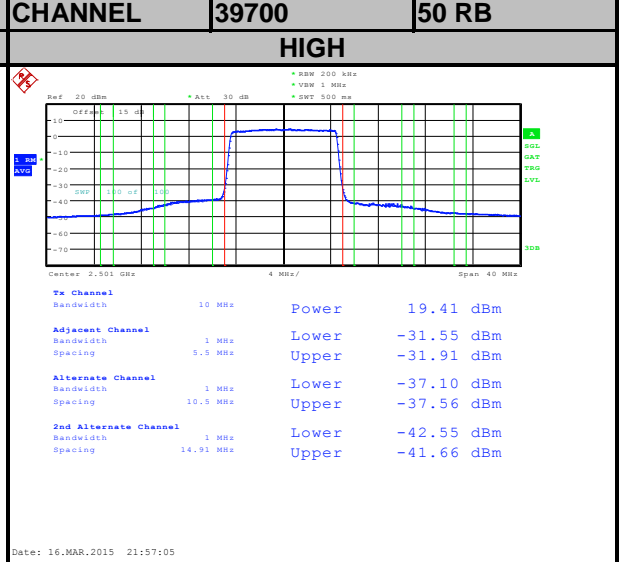 CHANNEL 39700 50 RB
HIGH
R S
* RBW 200 kHz
* VBW 1 MHz
Ref 20 dBm * Att 30 dB * SWT 500 ms
Offset 15 dB
10
0
-10
-20
-30
-40
-60
-70
A
SGL
GAT
TRG
LVL
3DB
1 RM *
AVG
SWP 100 of 100
Center 2.501 GHz 4 MHz/ Span 40 MHz
Tx Channel
Bandwidth 10 MHz Power 19.41 dBm
Adjacent Channel
Bandwidth 1 MHz Lower -31.55 dBm
Spacing 5.5 MHz Upper -31.91 dBm
Alternate Channel
Bandwidth 1 MHz Lower -37.10 dBm
Spacing 10.5 MHz Upper -37.56 dBm
2nd Alternate Channel
Bandwidth 1 MHz Lower -42.55 dBm
Spacing 14.91 MHz Upper -41.66 dBm
Date: 16.MAR.2015 21:57:05